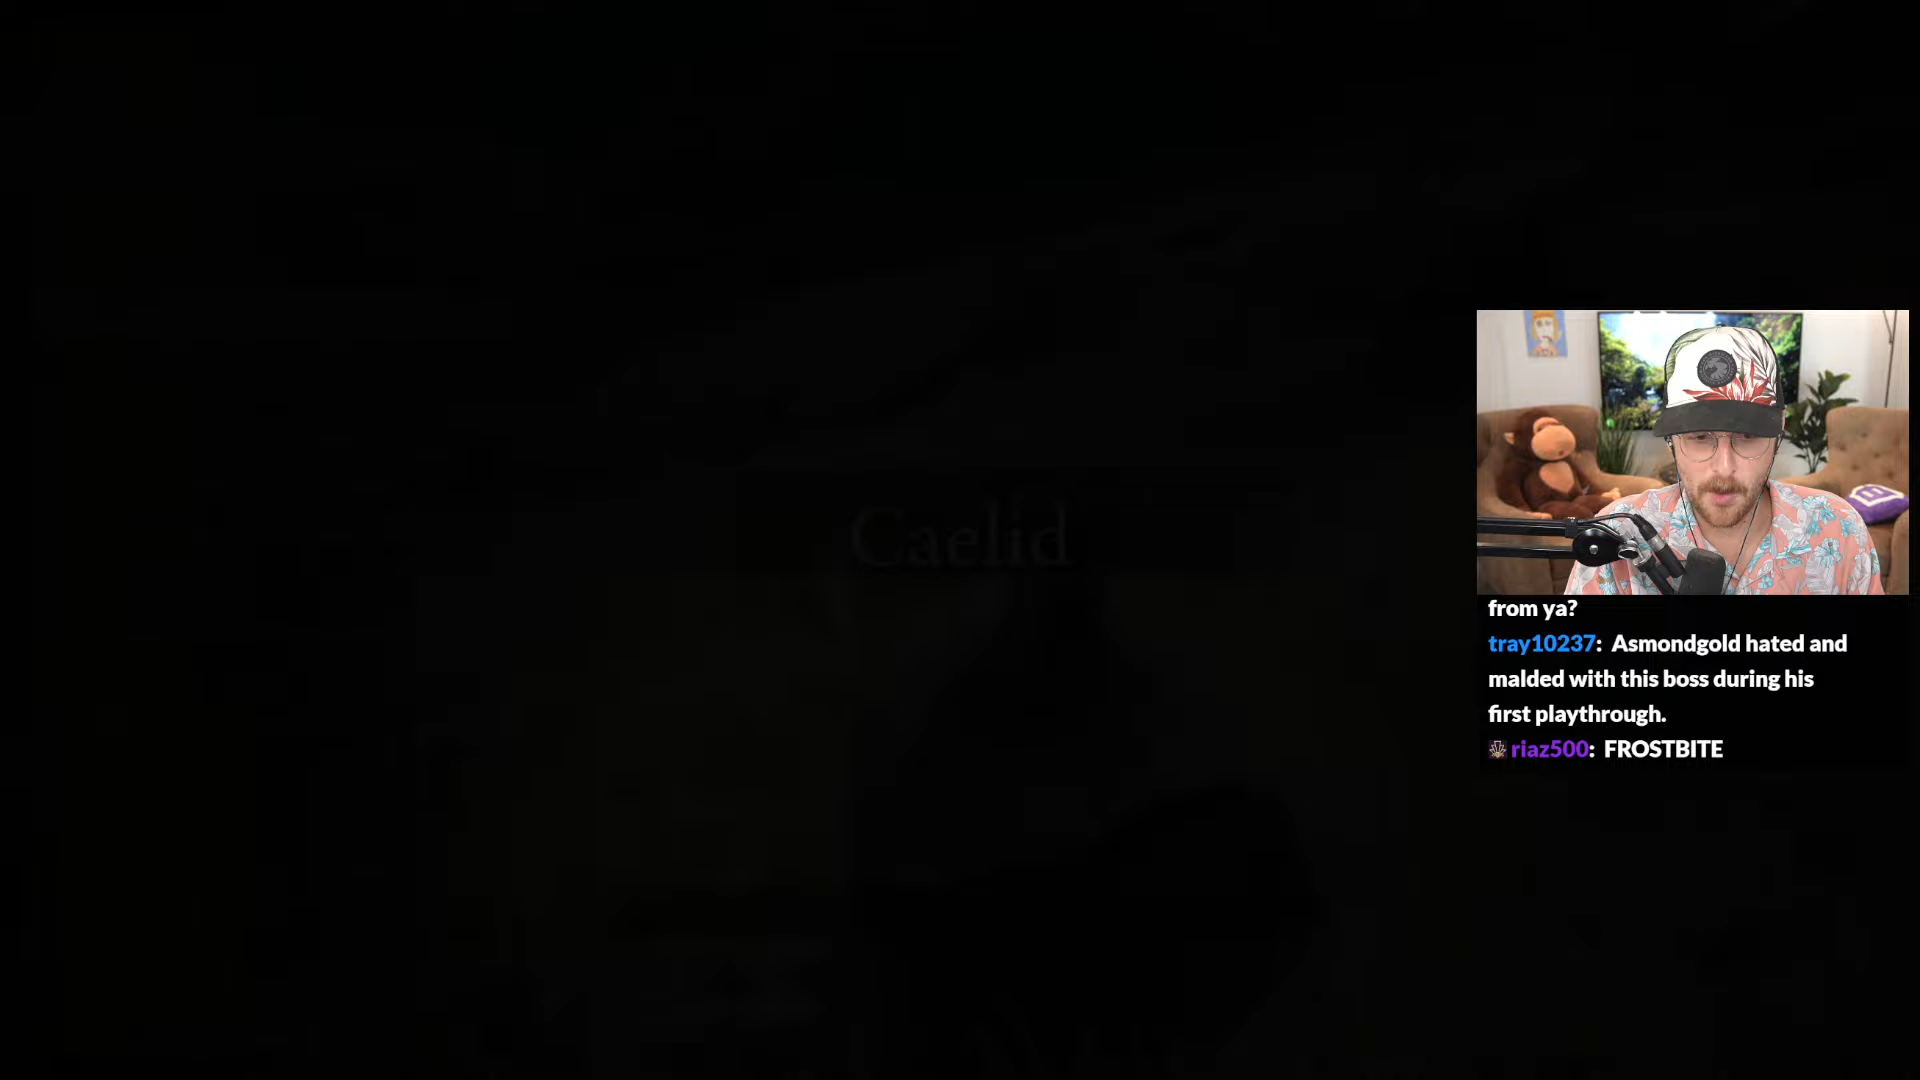 Caelid
from ya?
tray10237: Asmondgold hated and
malded with this boss during his
first playthrough.
riaz500: FROSTBITE